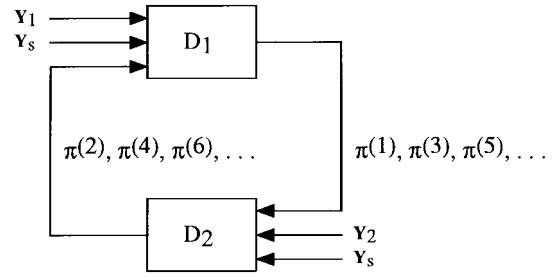 Y₁
Yₛ
D₁
π⁽²⁾, π⁽⁴⁾, π⁽⁶⁾, . . .
π⁽¹⁾, π⁽³⁾, π⁽⁵⁾, . . .
D₂
Y₂
Yₛ